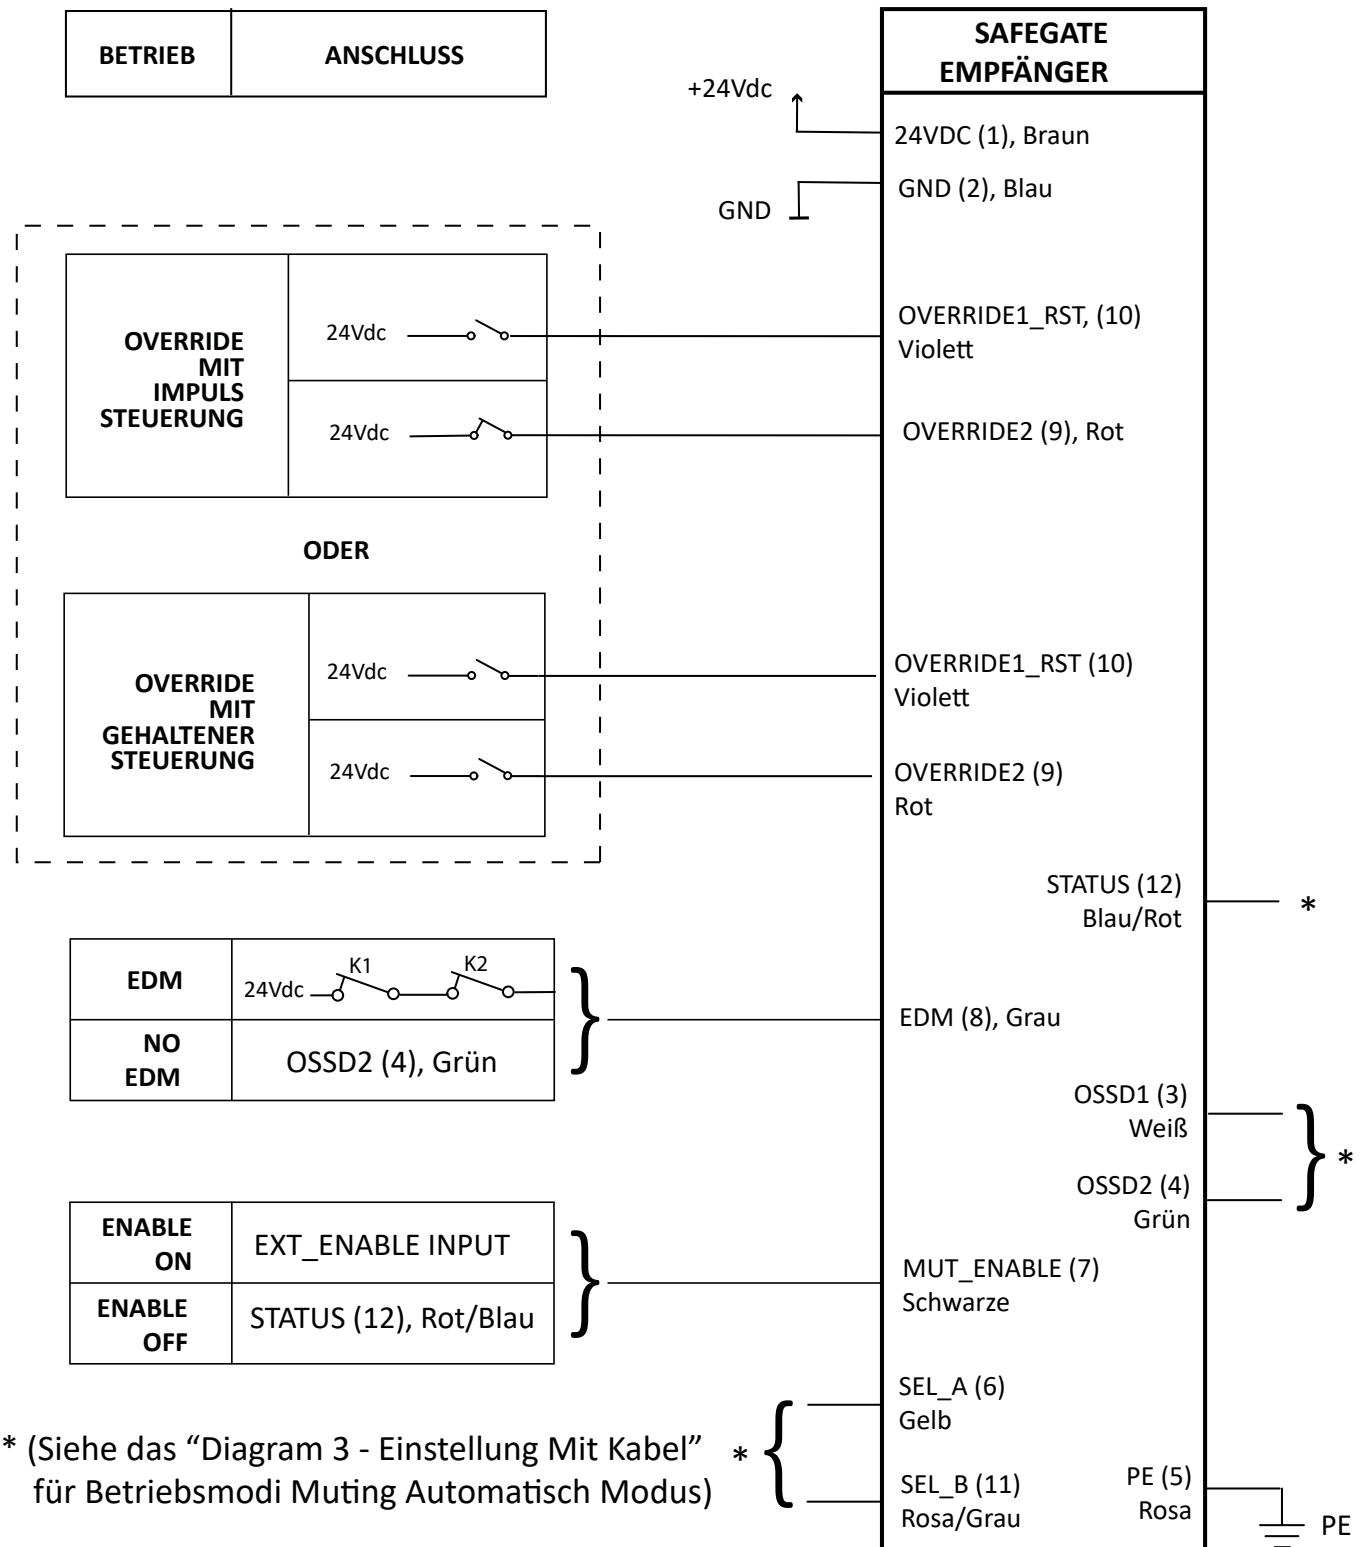 BETRIEB
ANSCHLUSS
SAFEGATE
EMPFÄNGER
+24Vdc
24VDC (1), Braun
GND
GND (2), Blau
OVERRIDE
MIT
IMPULS
STEUERUNG
24Vdc
24Vdc
OVERRIDE1_RST, (10)
Violett
OVERRIDE2 (9), Rot
ODER
OVERRIDE
MIT
GEHALTENER
STEUERUNG
24Vdc
24Vdc
OVERRIDE1_RST (10)
Violett
OVERRIDE2 (9)
Rot
STATUS (12)
Blau/Rot
*
EDM
24Vdc
K1
K2
NO
EDM
OSSD2 (4), Grün
EDM (8), Grau
OSSD1 (3)
Weiß
OSSD2 (4)
Grün
*
ENABLE
ON
EXT_ENABLE INPUT
ENABLE
OFF
STATUS (12), Rot/Blau
MUT_ENABLE (7)
Schwarze
SEL_A (6)
Gelb
* (Siehe das “Diagram 3 - Einstellung Mit Kabel”
für Betriebsmodi Muting Automatisch Modus)
*
SEL_B (11)
Rosa/Grau
PE (5)
Rosa
PE